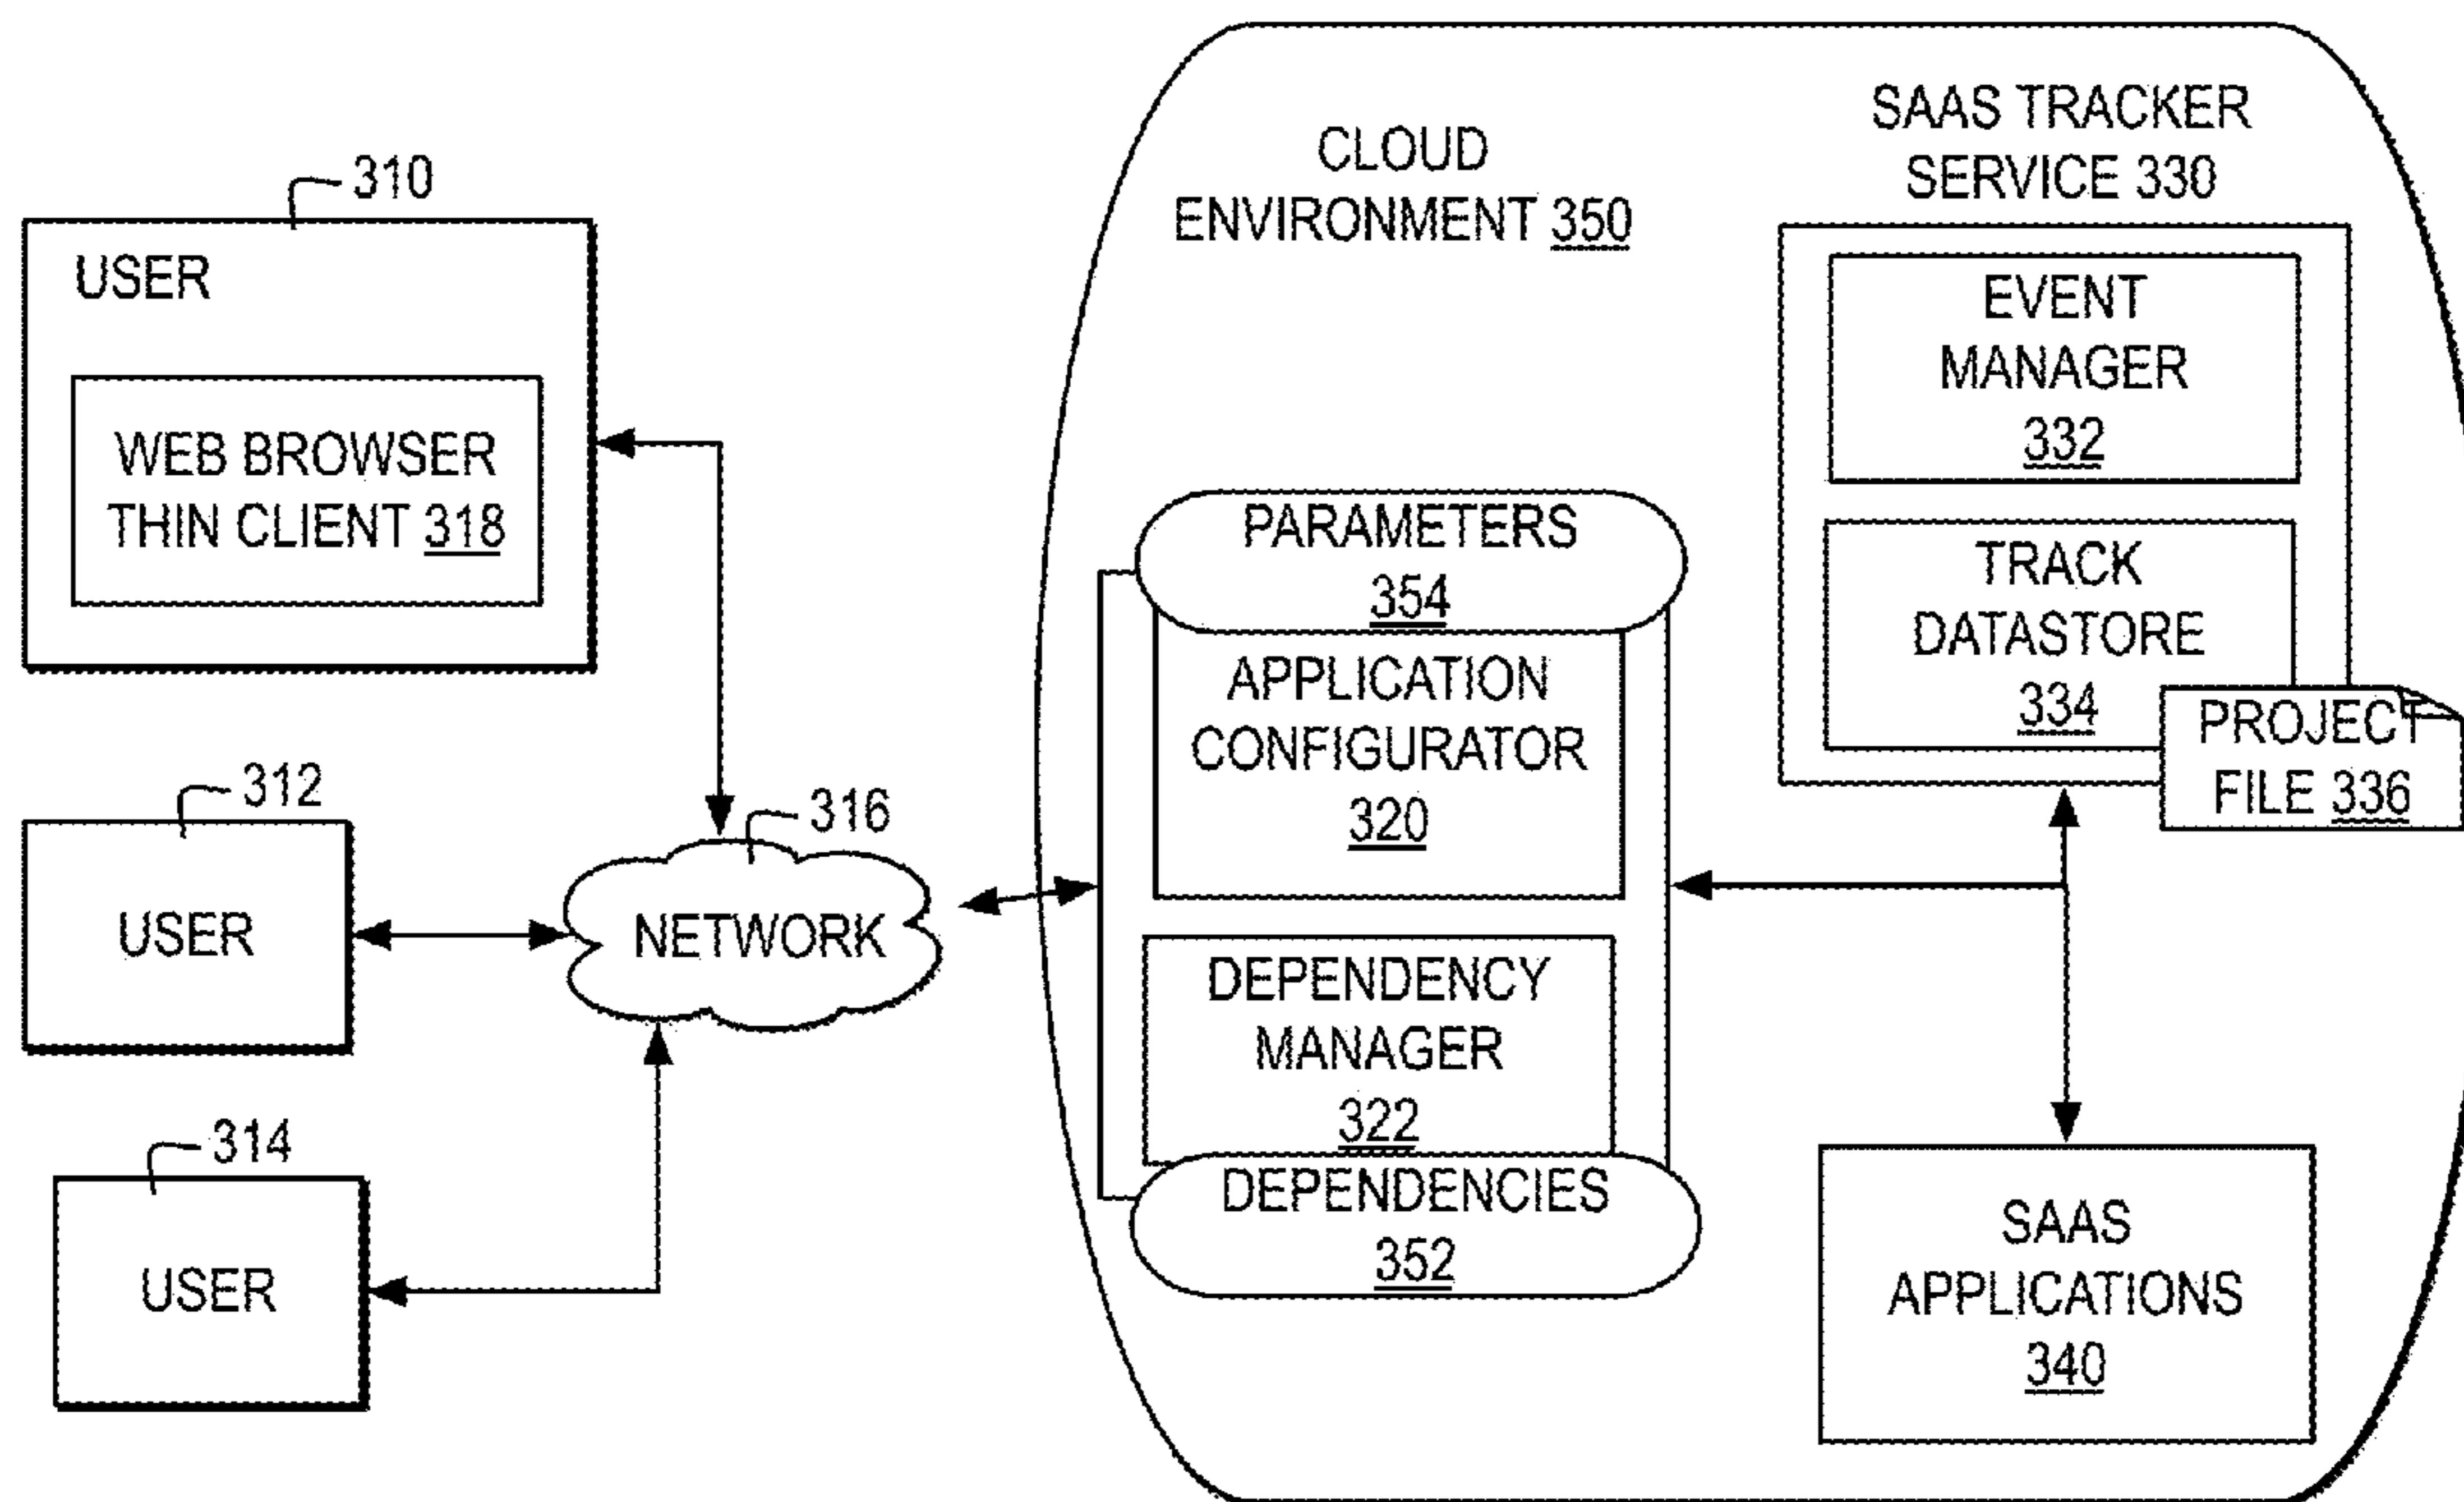 310
USER
WEB BROWSER
THIN CLIENT 318
312
USER
314
USER
316
NETWORK
CLOUD
ENVIRONMENT 350
PARAMETERS
354
APPLICATION
CONFIGURATOR
320
DEPENDENCY
MANAGER
322
DEPENDENCIES
352
SAAS TRACKER
SERVICE 330
EVENT
MANAGER
332
TRACK
DATASTORE
334
PROJECT
FILE 336
SAAS
APPLICATIONS
340